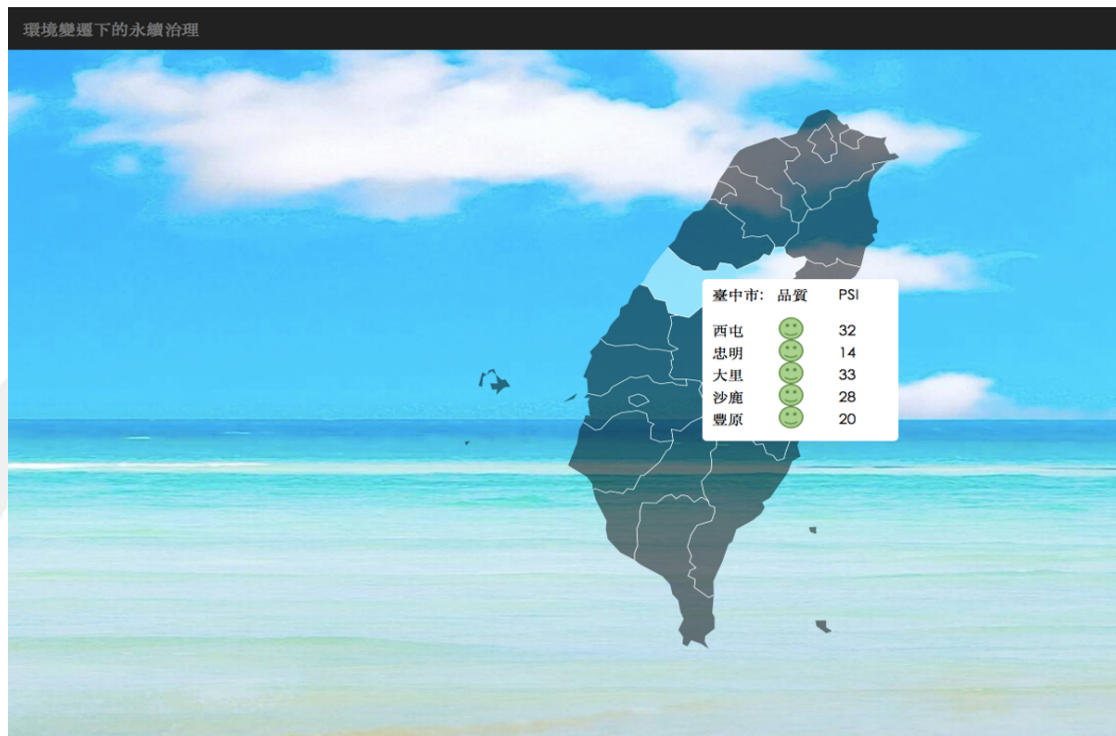 環境變遷下的永續治理
臺中市: 品質 PSI
西屯 32
忠明 14
大里 33
沙鹿 28
豐原 20